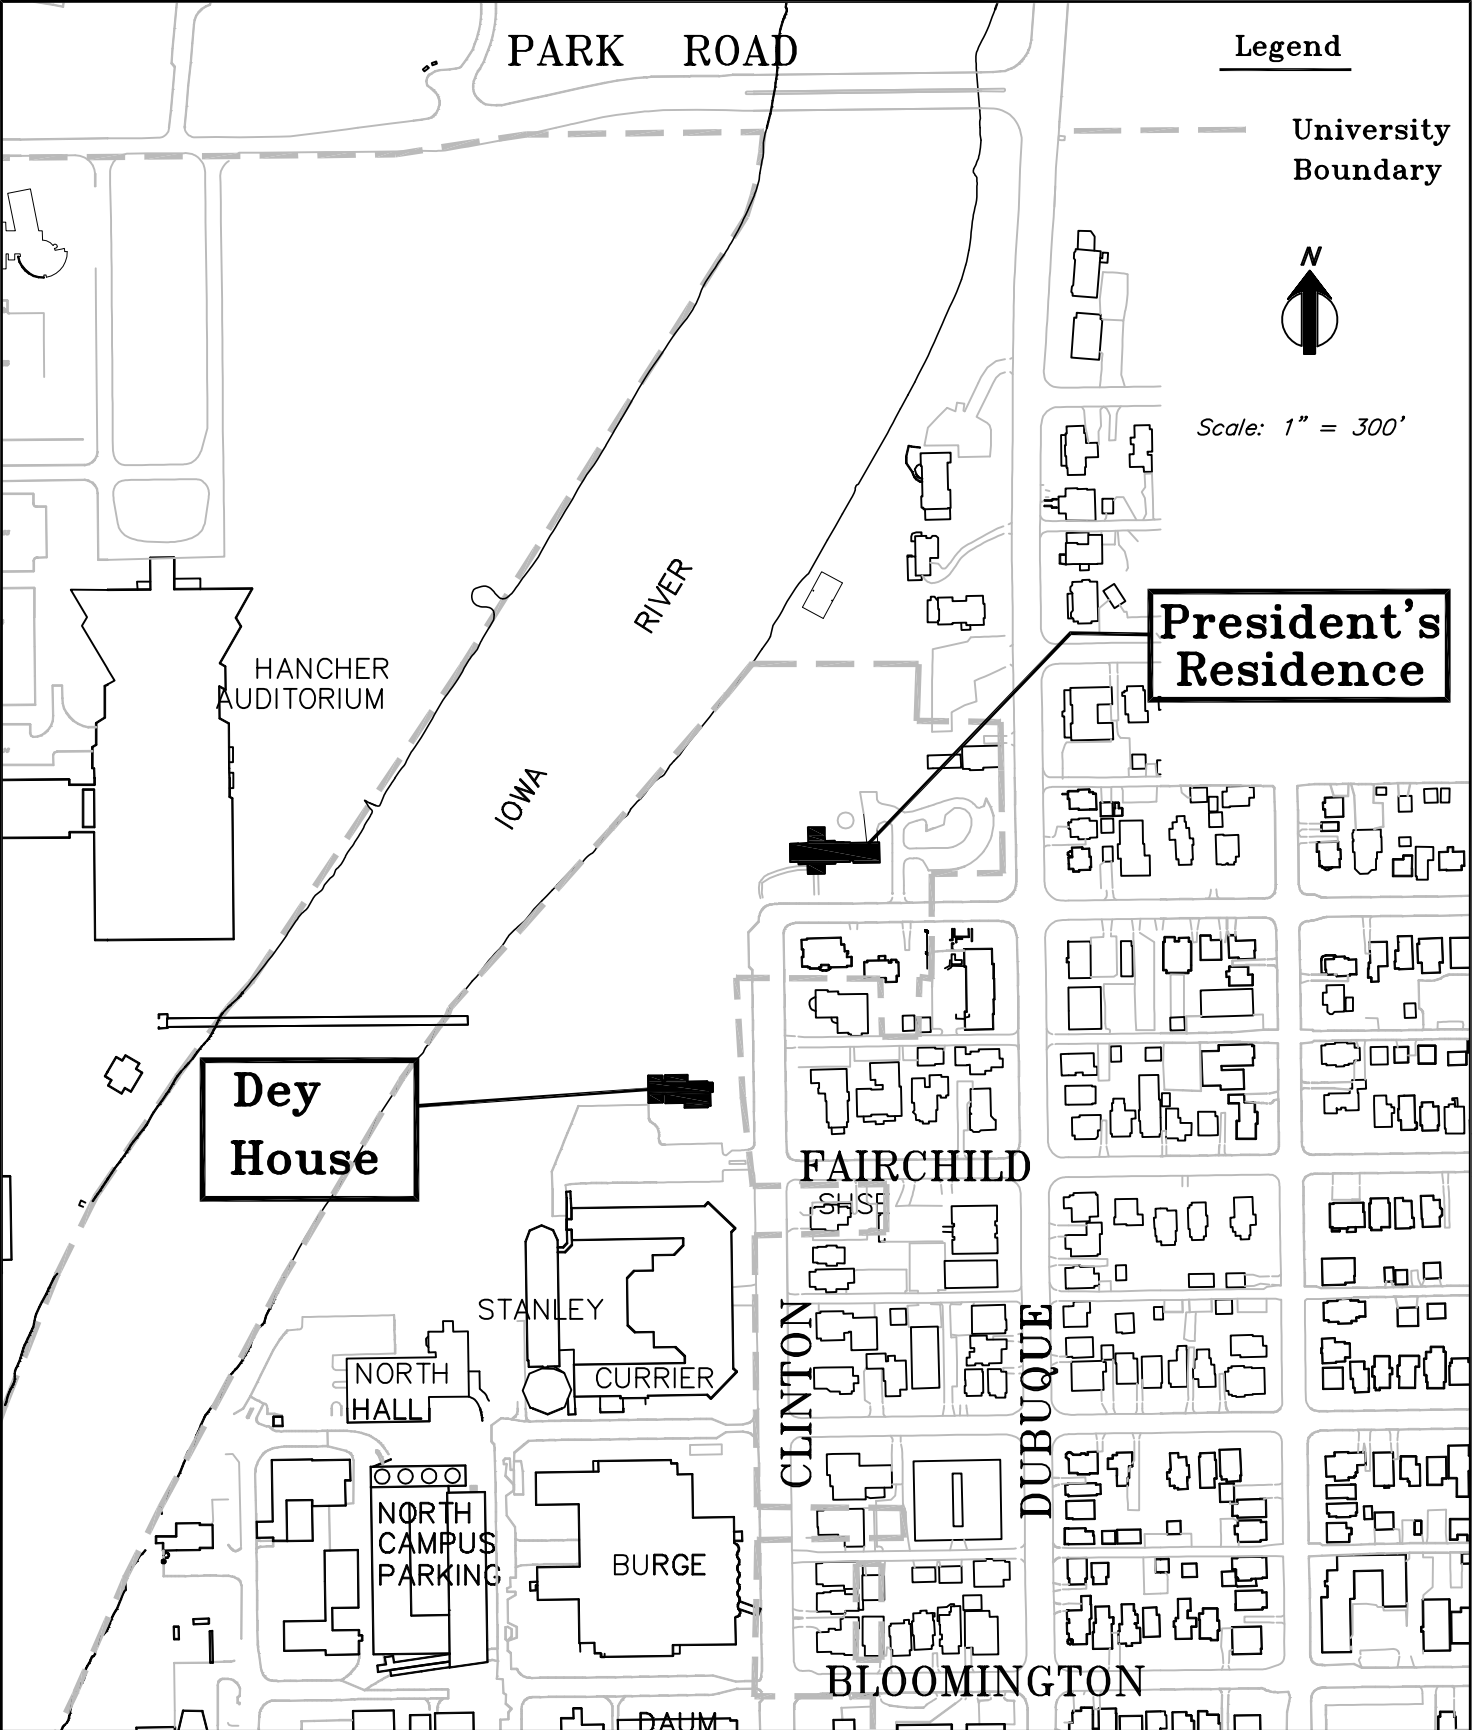 PARK ROAD
Legend
University
Boundary
N
Scale: 1" = 300'
RIVER
President's
Residence
HANCHER
AUDITORIUM
IOWA
Dey
House
FAIRCHILD
SHSE
STANLEY
CLINTON
DUBUQUE
NORTH
HALL
CURRIER
NORTH
CAMPUS
PARKING
BURGE
BLOOMINGTON
DAUM